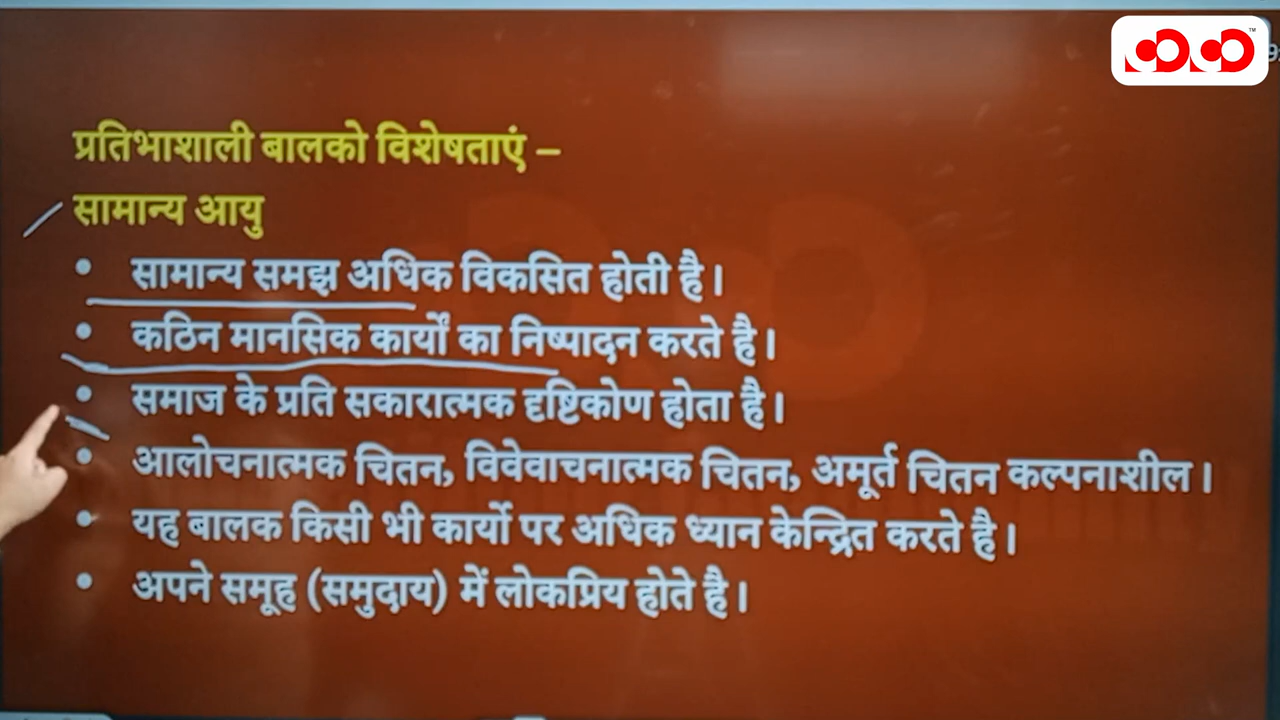 प्रतिभाशाली बालको विशेषताएं –
सामान्य आयु
• सामान्य समझ अधिक विकसित होती है।
• कठिन मानसिक कार्यों का निष्पादन करते है।
• समाज के प्रति सकारात्मक दृष्टिकोण होता है।
• आलोचनात्मक चितन, विवेवाचनात्मक चितन, अमूर्त चितन कल्पनाशील।
• यह बालक किसी भी कार्यो पर अधिक ध्यान केन्द्रित करते है।
• अपने समूह (समुदाय) में लोकप्रिय होते है।